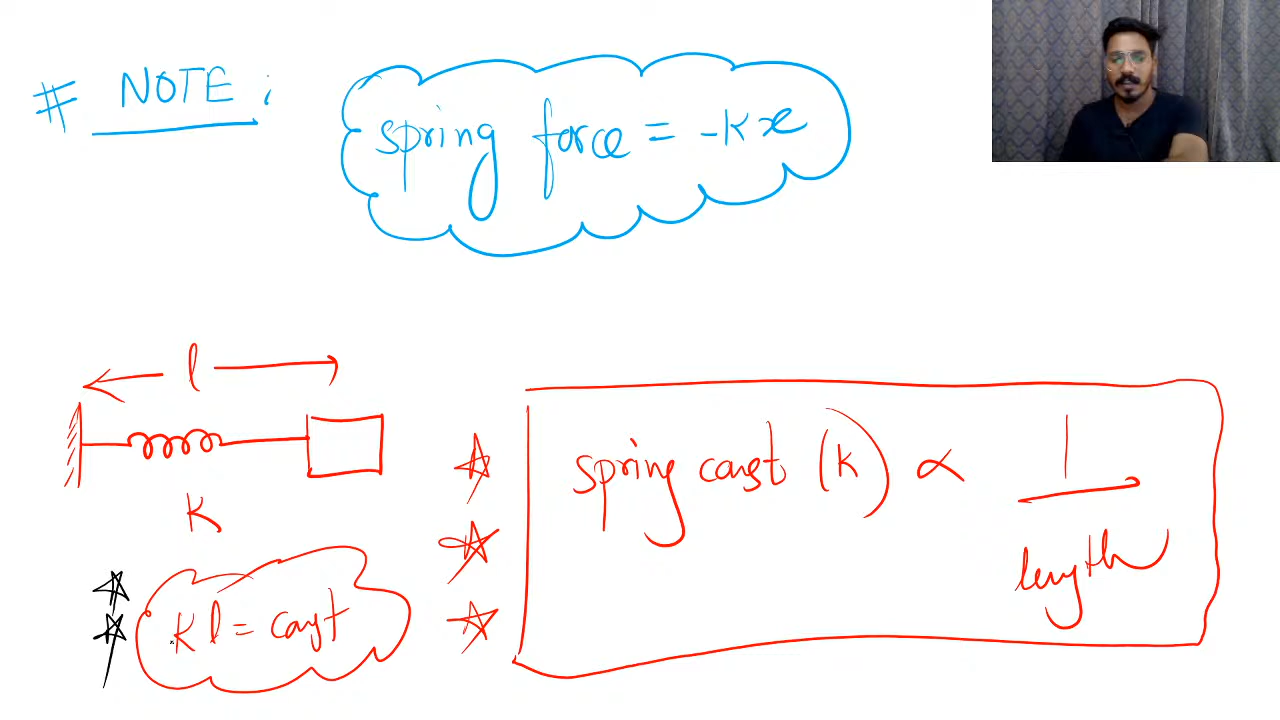 # NOTE :
spring force = -kx
l
K
spring const (k) ∝ 1
length
Kl = const